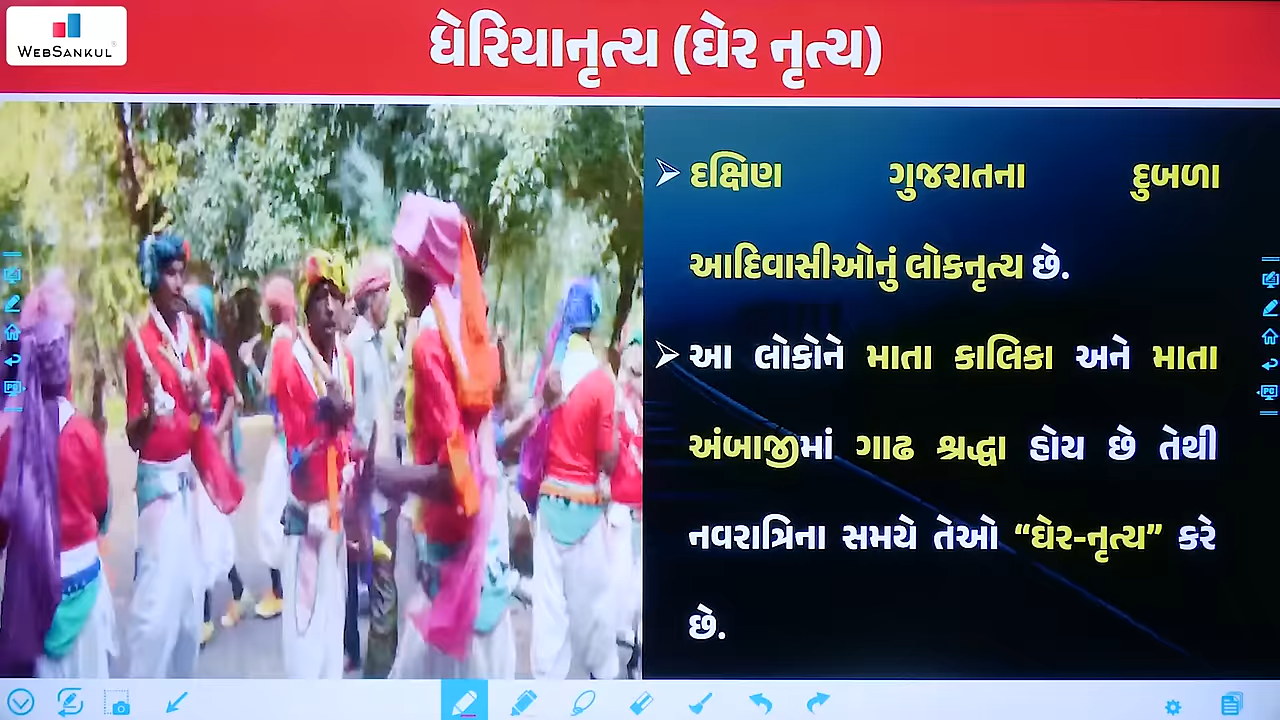 WEBSANKUL
ઘેરિયાનૃત્ય (ઘેર નૃત્ય)
દક્ષિણ ગુજરાતના દુબળા
આદિવાસીઓનું લોકનૃત્ય છે.
આ લોકોને માતા કાલિકા અને માતા
અંબાજીમાં ગાઢ શ્રદ્ધા હોય છે તેથી
નવરાત્રિના સમયે તેઓ “ઘેર-નૃત્ય” કરે
છે.